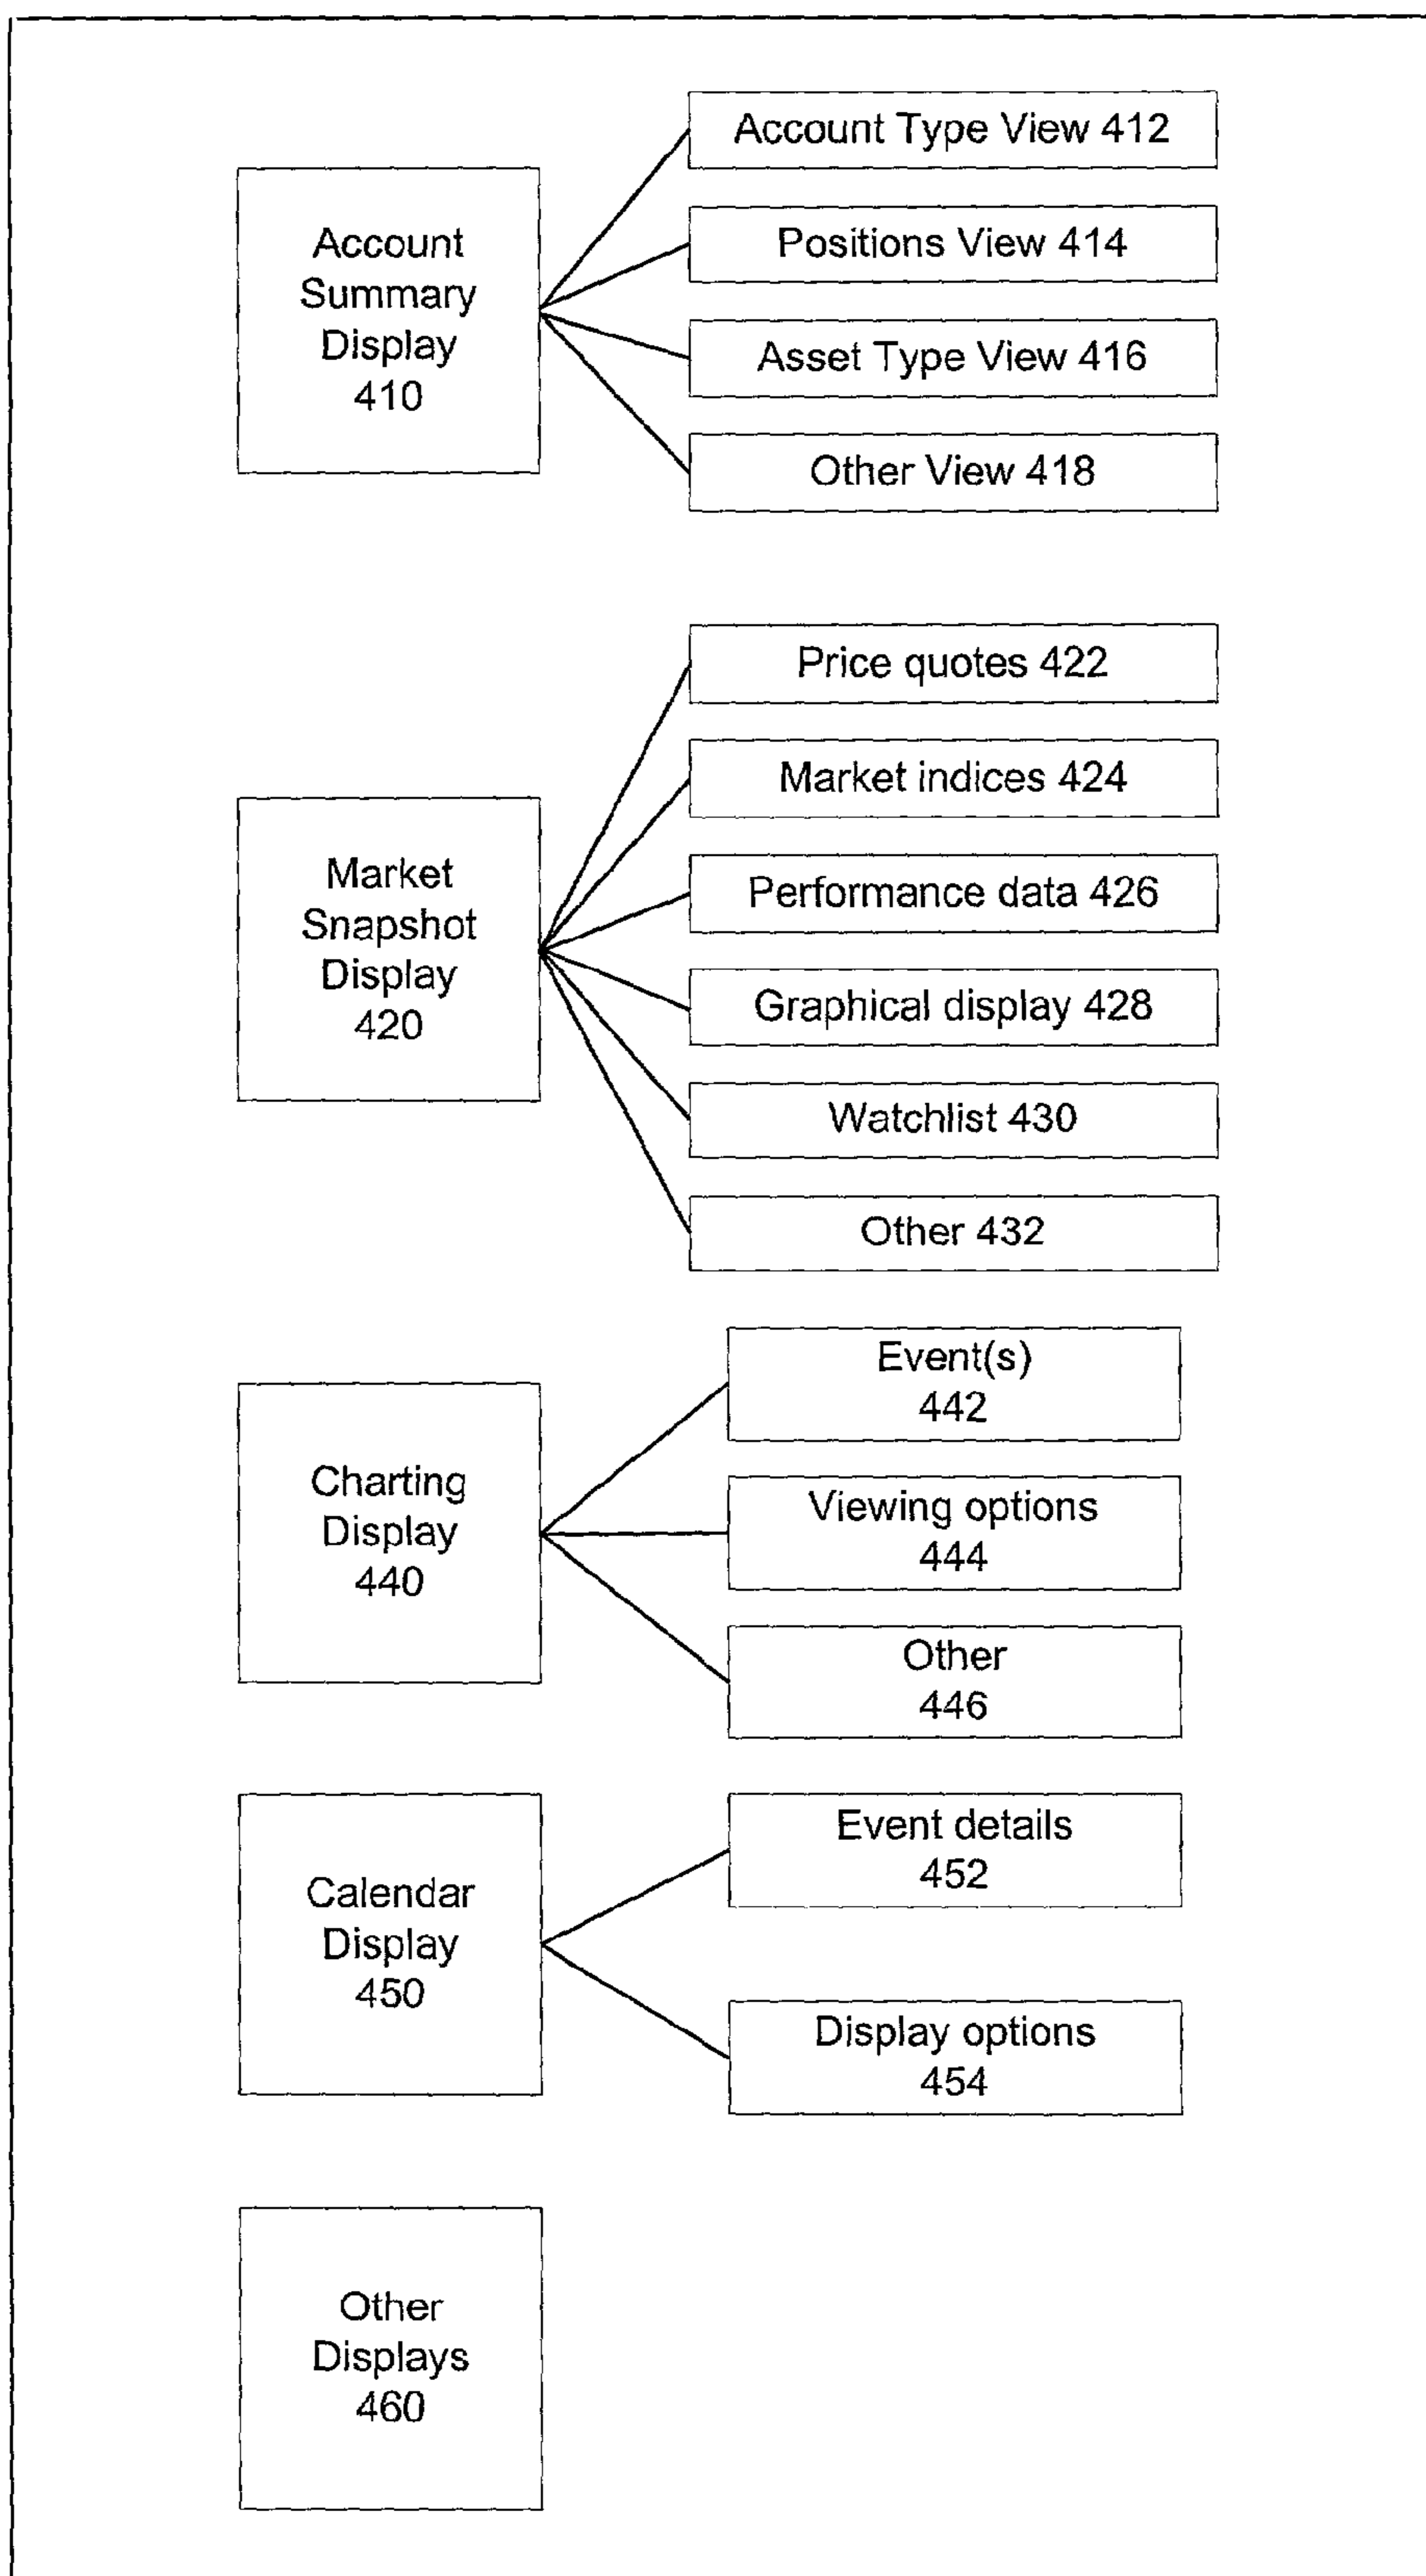 Account
Summary
Display
410
Account Type View 412
Positions View 414
Asset Type View 416
Other View 418
Market
Snapshot
Display
420
Price quotes 422
Market indices 424
Performance data 426
Graphical display 428
Watchlist 430
Other 432
Charting
Display
440
Event(s)
442
Viewing options
444
Other
446
Calendar
Display
450
Event details
452
Display options
454
Other
Displays
460